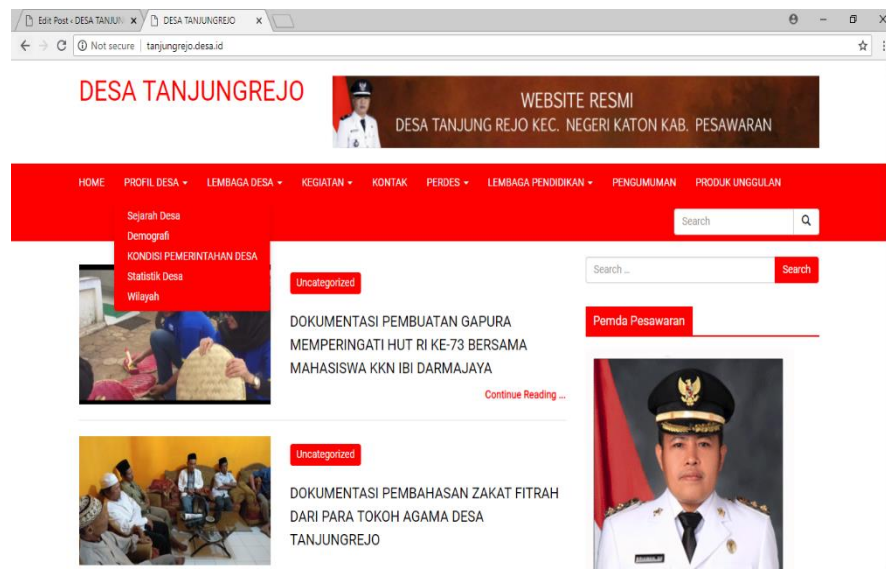 Edit Post ‹ DESA TANJUN
DESA TANJUNGREJO
Not secure
tanjungrejo.desa.id
DESA TANJUNGREJO
WEBSITE RESMI
DESA TANJUNG REJO KEC. NEGERI KATON KAB. PESAWARAN
HOME PROFIL DESA LEMBAGA DESA KEGIATAN KONTAK PERDES LEMBAGA PENDIDIKAN PENGUMUMAN PRODUK UNGGULAN
Search
Sejarah Desa
Demografi
KONDISI PEMERINTAHAN DESA
Statistik Desa
Wilayah
Uncategorized
DOKUMENTASI PEMBUATAN GAPURA
MEMPERINGATI HUT RI KE-73 BERSAMA
MAHASISWA KKN IBI DARMAJAYA
Continue Reading ...
Uncategorized
DOKUMENTASI PEMBAHASAN ZAKAT FITRAH
DARI PARA TOKOH AGAMA DESA
TANJUNGREJO
Search ... Search
Pemda Pesawaran